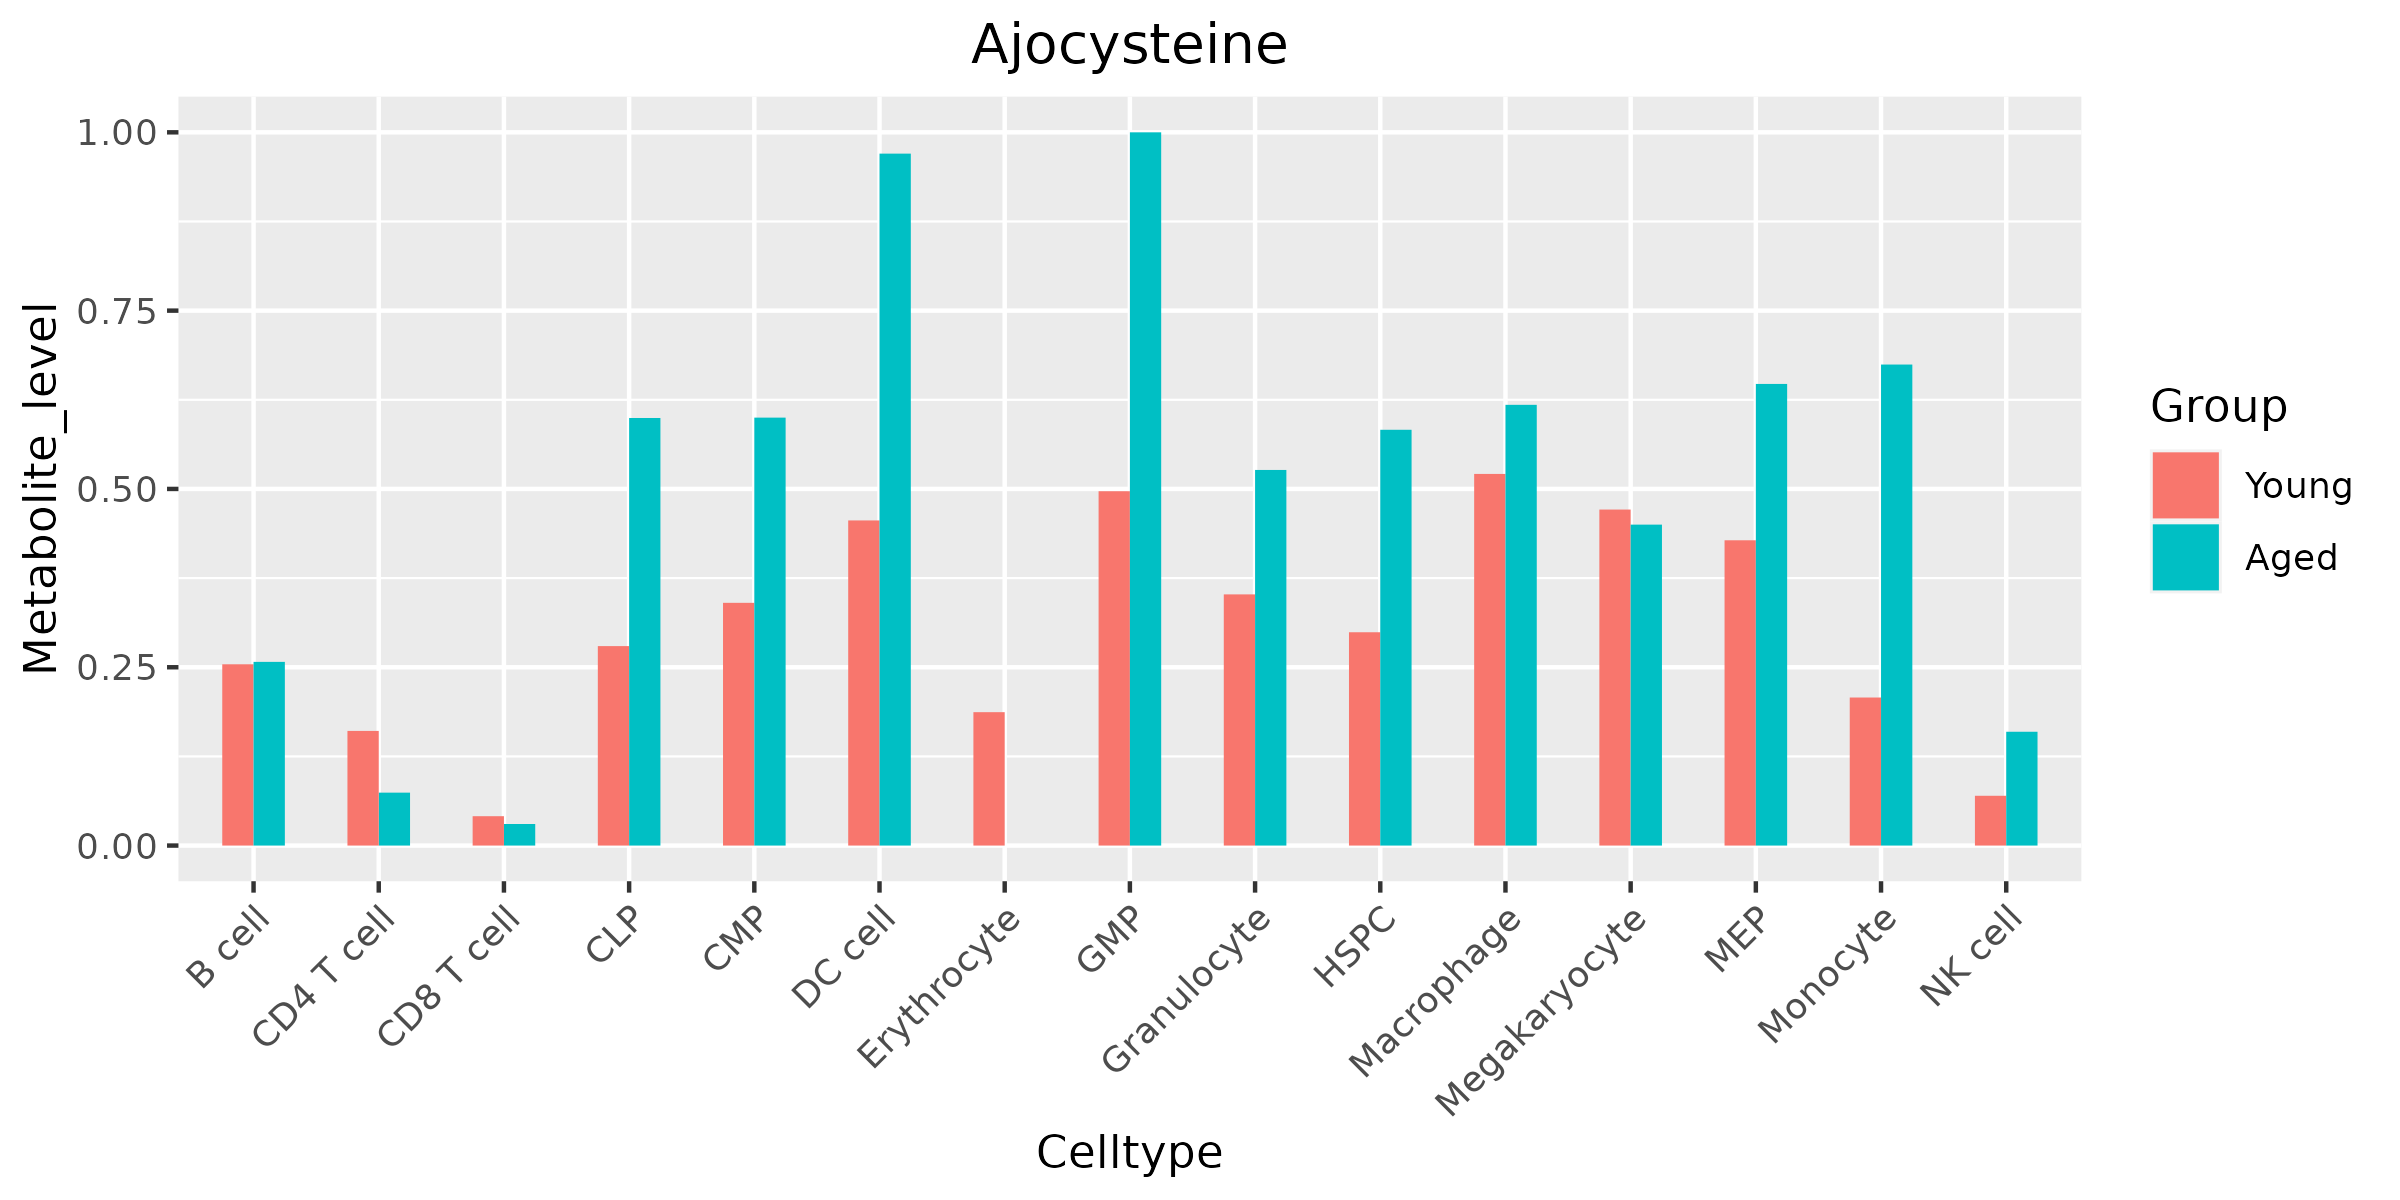 Ajocysteine
Metabolite_level
1.00
0.75
0.50
0.25
0.00
B cell
CD4 T cell
CD8 T cell
CLP
CMP
DC cell
Erythrocyte
GMP
Granulocyte
HSPC
Macrophage
Megakaryocyte
MEP
Monocyte
NK cell
Celltype
Group
Young
Aged